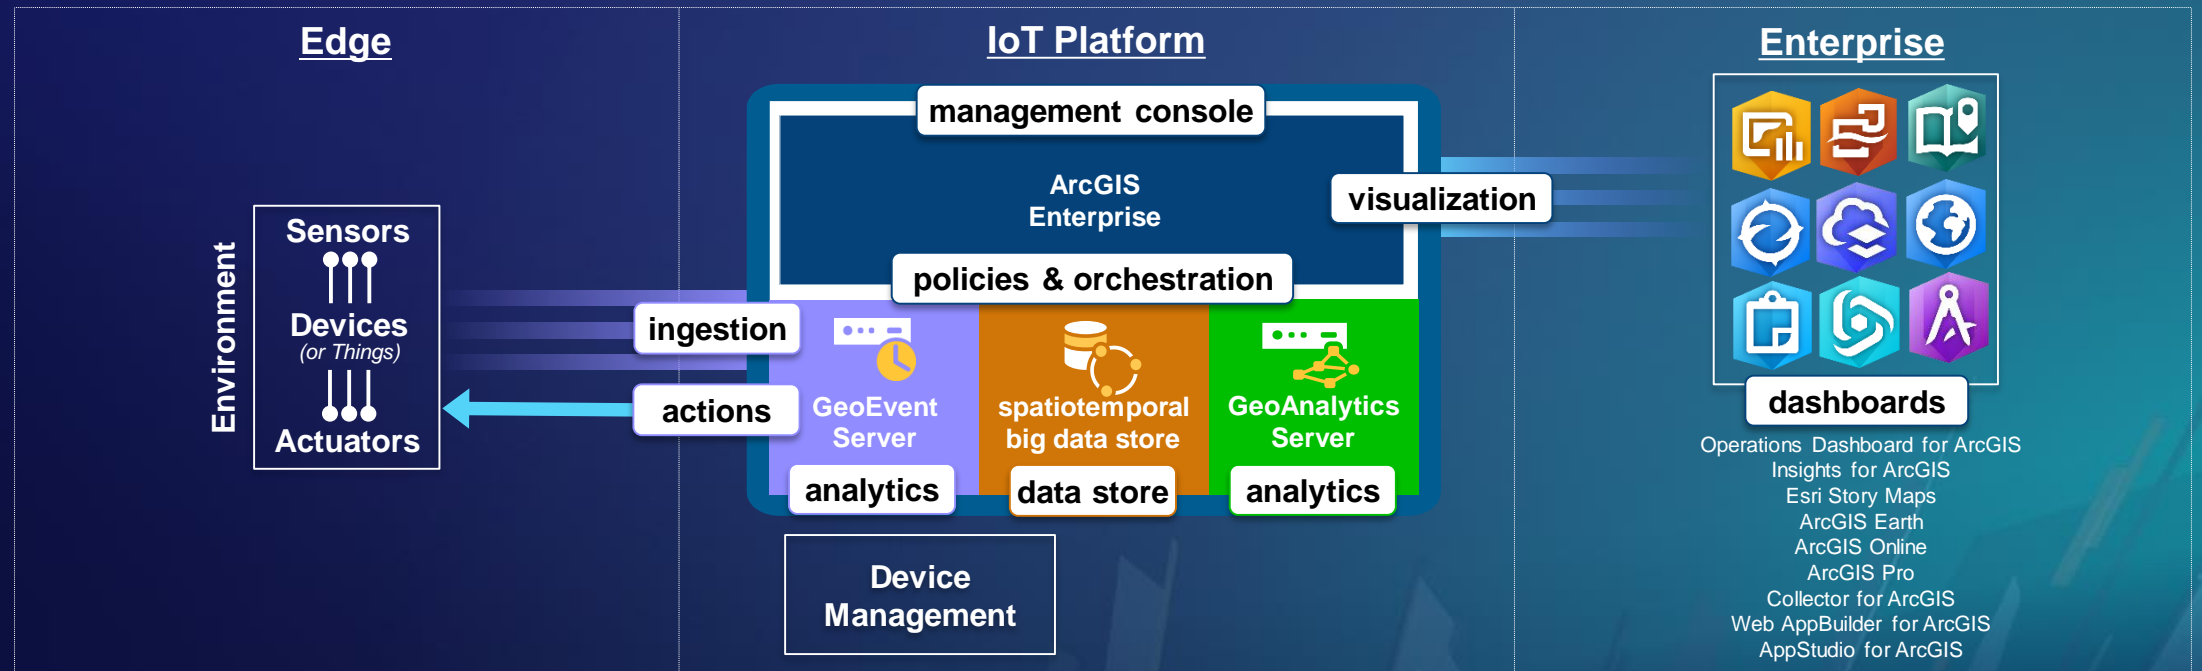 Edge
IoT Platform
Enterprise
Environment
Sensors
Devices
(or Things)
Actuators
management console
ArcGIS
Enterprise
visualization
policies & orchestration
ingestion
actions
GeoEvent
Server
analytics
spatiotemporal
big data store
data store
GeoAnalytics
Server
analytics
Device
Management
dashboards
Operations Dashboard for ArcGIS
Insights for ArcGIS
Esri Story Maps
ArcGIS Earth
ArcGIS Online
ArcGIS Pro
Collector for ArcGIS
Web AppBuilder for ArcGIS
AppStudio for ArcGIS